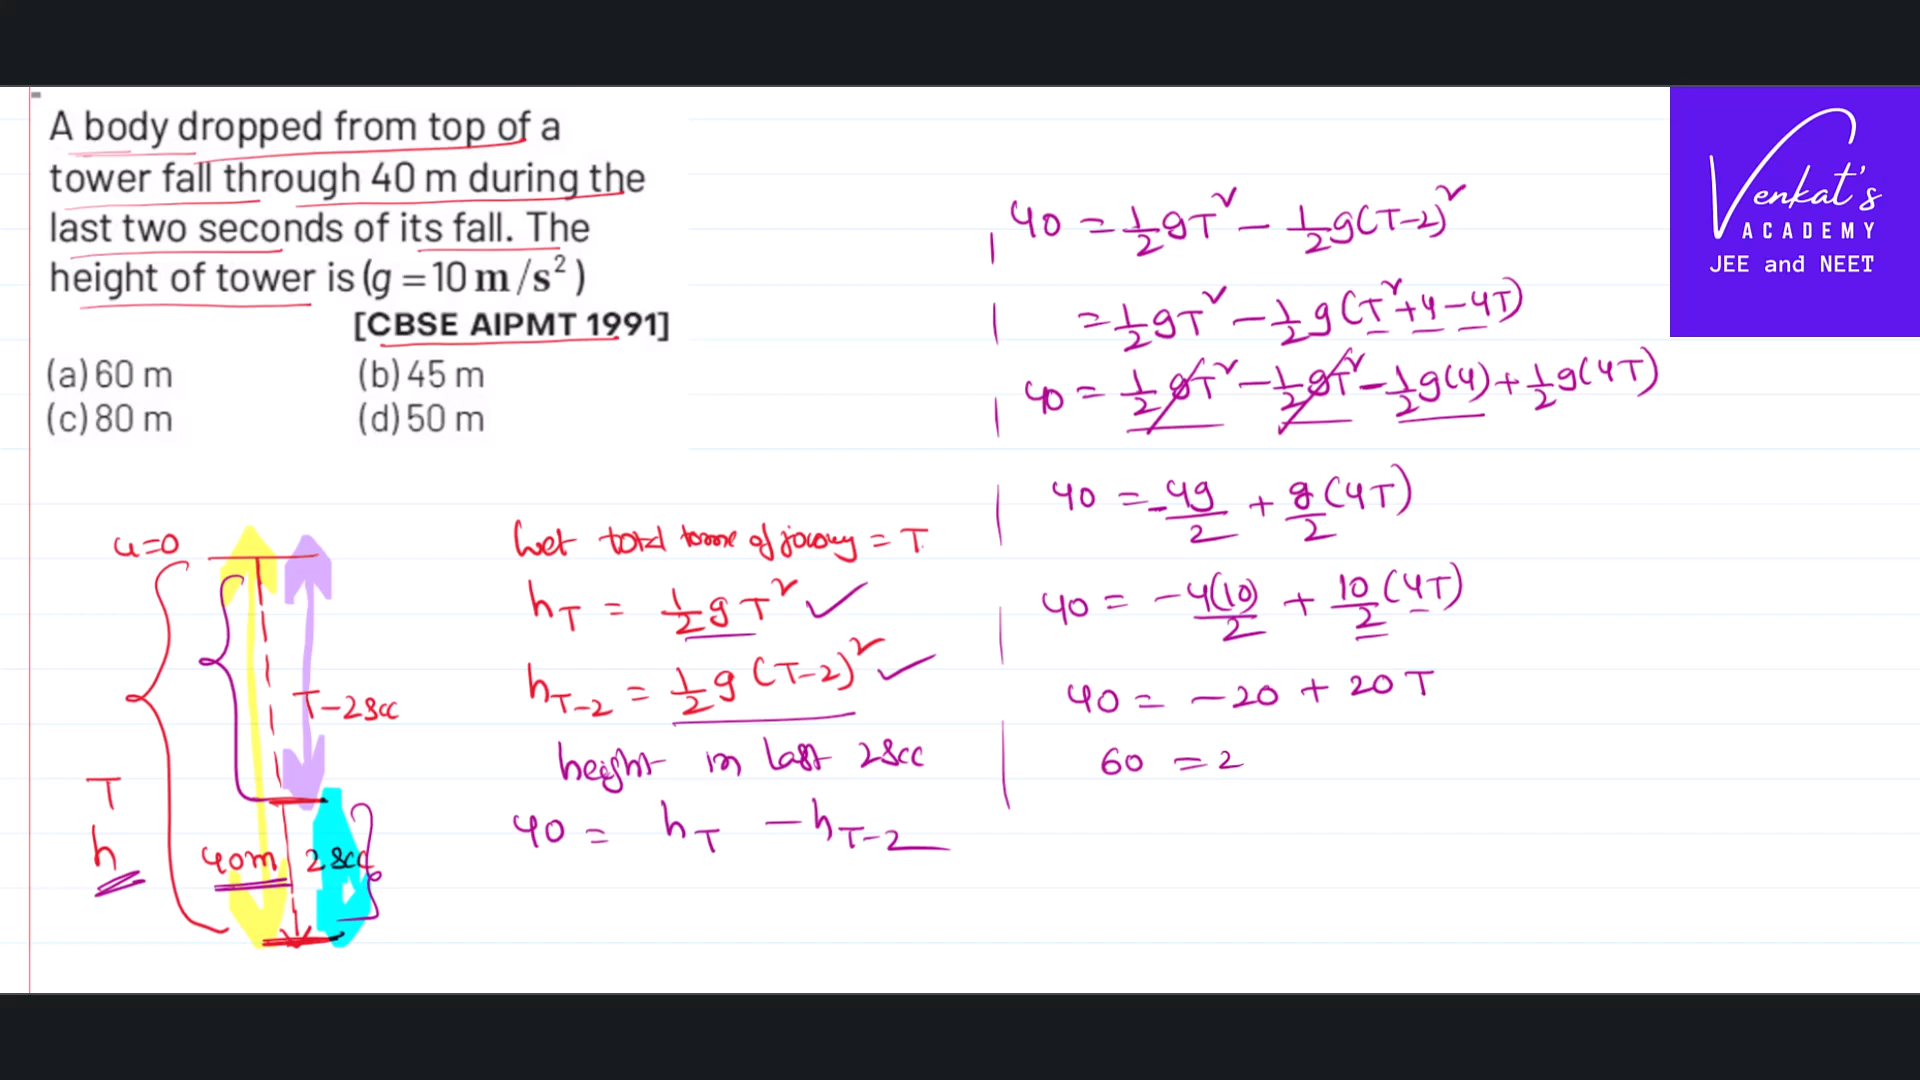 A body dropped from top of a
tower fall through 40 m during the
last two seconds of its fall. The
height of tower is (g = 10 m/s²)
[CBSE AIPMT 1991]
(a) 60 m (b) 45 m
(c) 80 m (d) 50 m
Venkat's
ACADEMY
JEE and NEET
u=0
T-2sec
T
h
40m 2sec
Let total time of = T
h_T = 1/2 g T²
h_{T-2} = 1/2 g (T-2)²
height in last 2sec
40 = h_T - h_{T-2}
40 = 1/2 gT² - 1/2 g(T-2)²
= 1/2 gT² - 1/2 g(T²+4-4T)
40 = 1/2 gT² - 1/2 gT² - 1/2 g(4) + 1/2 g(4T)
40 = -4g/2 + g/2 (4T)
40 = -4(10)/2 + 10/2 (4T)
40 = -20 + 20T
60 = 2